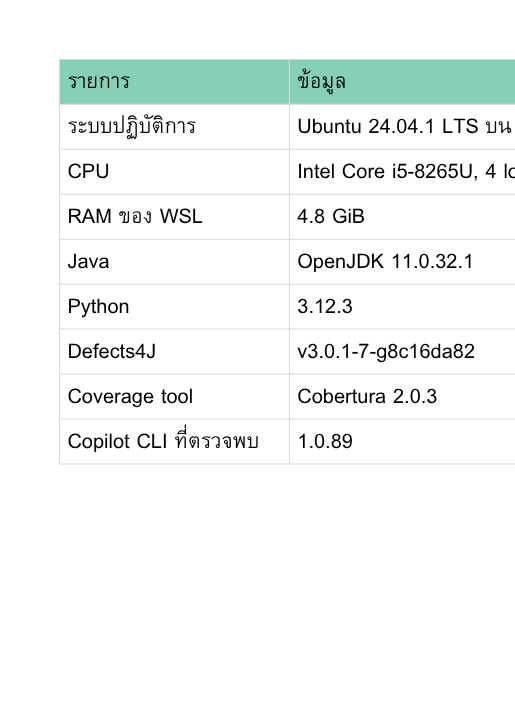 รายการ ข้อมูล
ระบบปฏิบัติการ Ubuntu 24.04.1 LTS บน
CPU Intel Core i5-8265U, 4
RAM ของ WSL 4.8 GiB
Java OpenJDK 11.0.32.1
Python 3.12.3
Defects4J v3.0.1-7-g8c16da82
Coverage tool Cobertura 2.0.3
Copilot CLI ที่ตรวจพบ 1.0.89